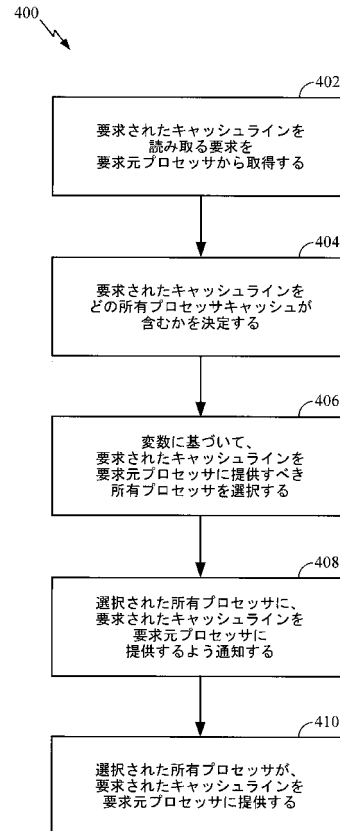 400
402
要求されたキャッシュラインを
読み取る要求を
要求元プロセッサから取得する
404
要求されたキャッシュラインを
どの所有プロセッサキャッシュが
含むかを決定する
406
変数に基づいて、
要求されたキャッシュラインを
要求元プロセッサに提供すべき
所有プロセッサを選択する
408
選択された所有プロセッサに、
要求されたキャッシュラインを
要求元プロセッサに
提供するよう通知する
410
選択された所有プロセッサが、
要求されたキャッシュラインを
要求元プロセッサに提供する